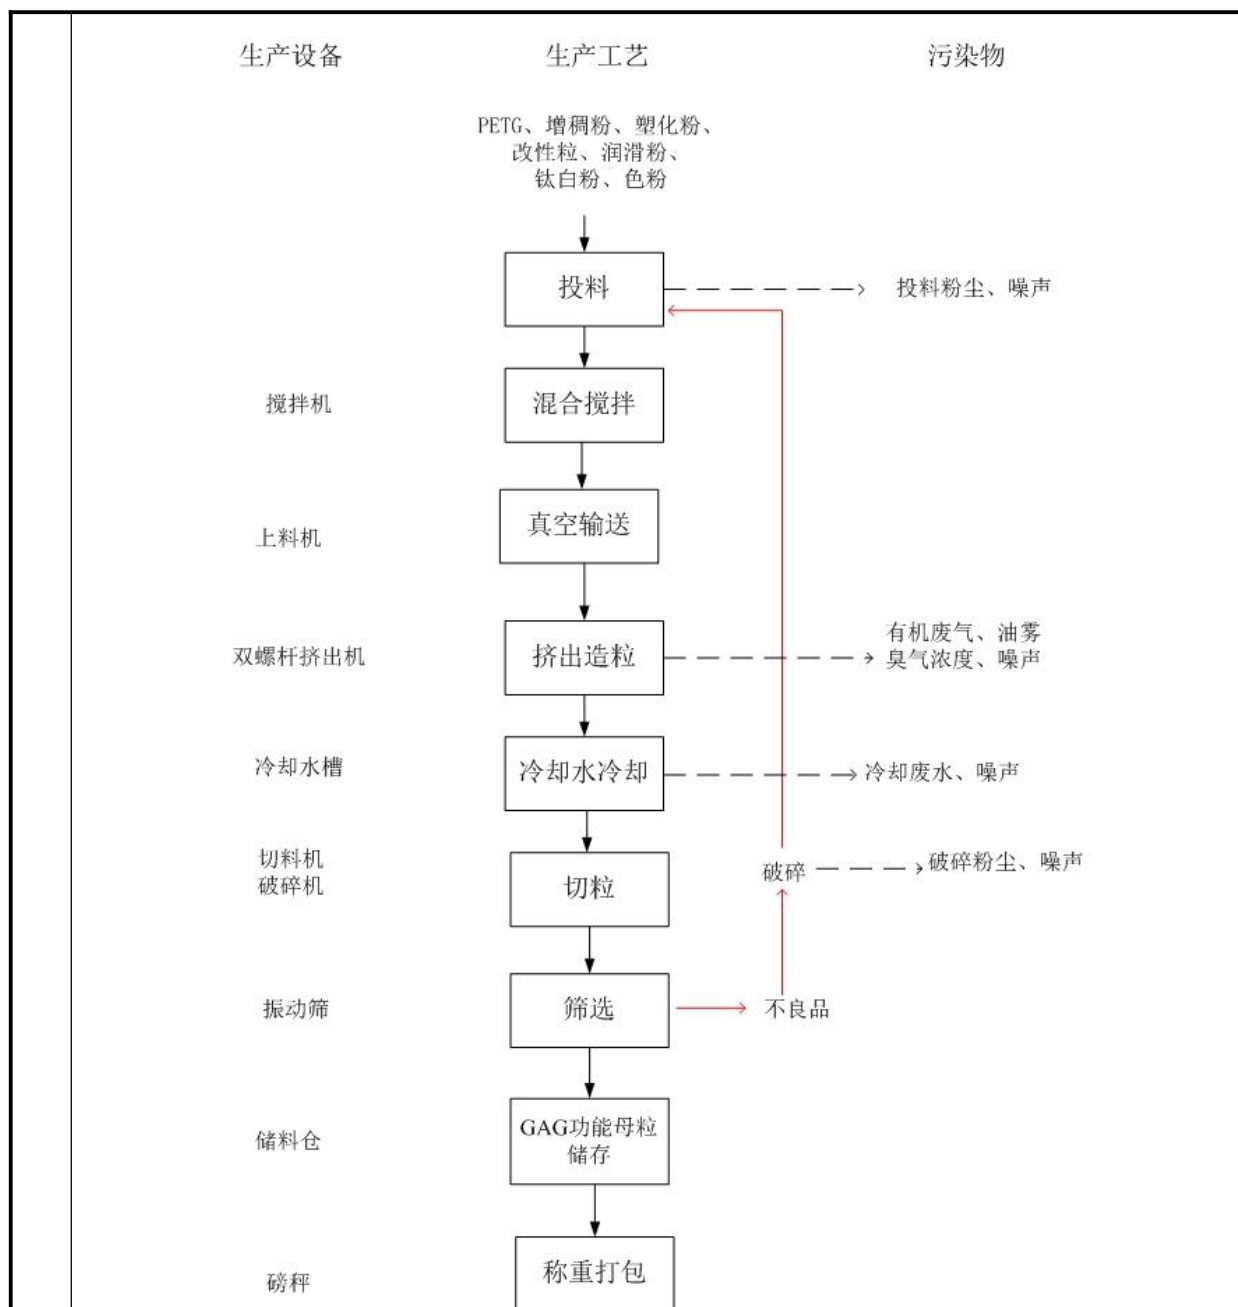 生产设备
生产工艺
污染物
PETG、增稠粉、塑化粉、
改性粒、润滑粉、
钛白粉、色粉
投料
投料粉尘、噪声
搅拌机
混合搅拌
上料机
真空输送
双螺杆挤出机
挤出造粒
有机废气、油雾
臭气浓度、噪声
冷却水槽
冷却水冷却
冷却废水、噪声
切料机
破碎机
切粒
破碎
破碎粉尘、噪声
振动筛
筛选
不良品
储料仓
GAG功能母粒
储存
磅秤
称重打包